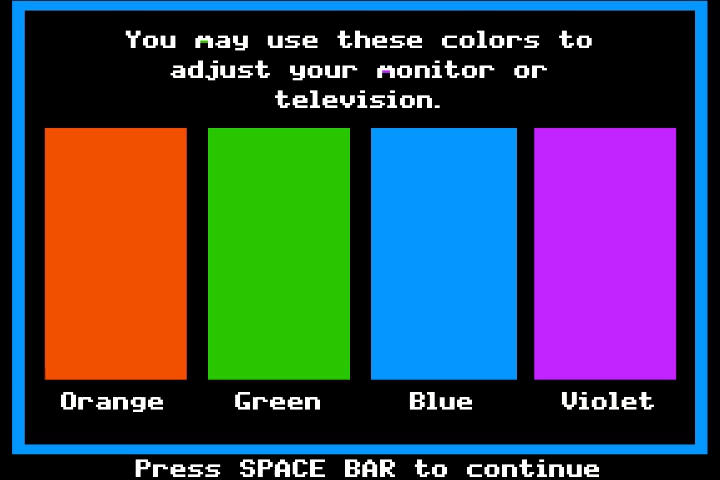 You may use these colors to
adjust your monitor or
television.
Orange
Green
Blue
Violet
Press SPACE BAR to continue